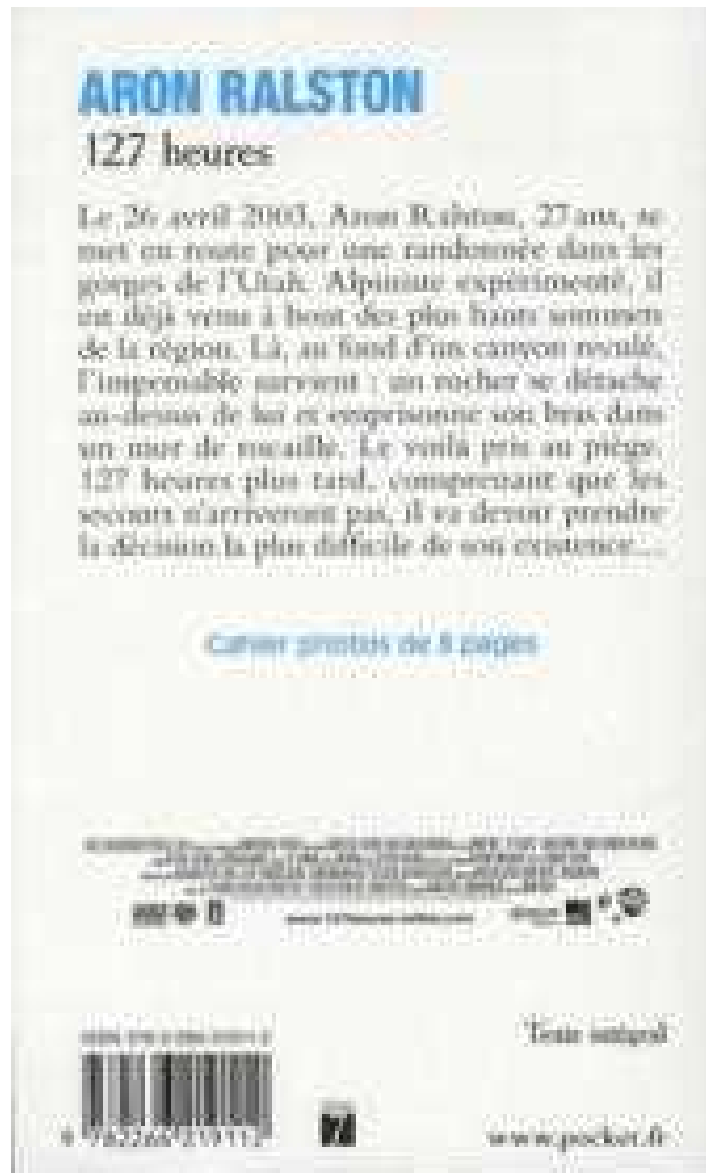 ARON RALSTON
127 heures
Le 26 avril 2003, Aron Ralston, 27 ans, se
met en route pour une randonnée dans les
gorges de l'Utah. Alpiniste expérimenté, il
est déjà venu à bout des plus hauts sommets
de la région. Là, au fond d'un canyon reculé,
l'impensable survient : un rocher se détache
au-dessus de lui et emprisonne son bras dans
un mur de rocaille. Le voilà pris au piège.
127 heures plus tard, comprenant que les
secours n'arriveront pas, il va devoir prendre
la décision la plus difficile de son existence...
Cahier photos de 8 pages
Texte intégral
9 782266 219112
www.pocket.fr